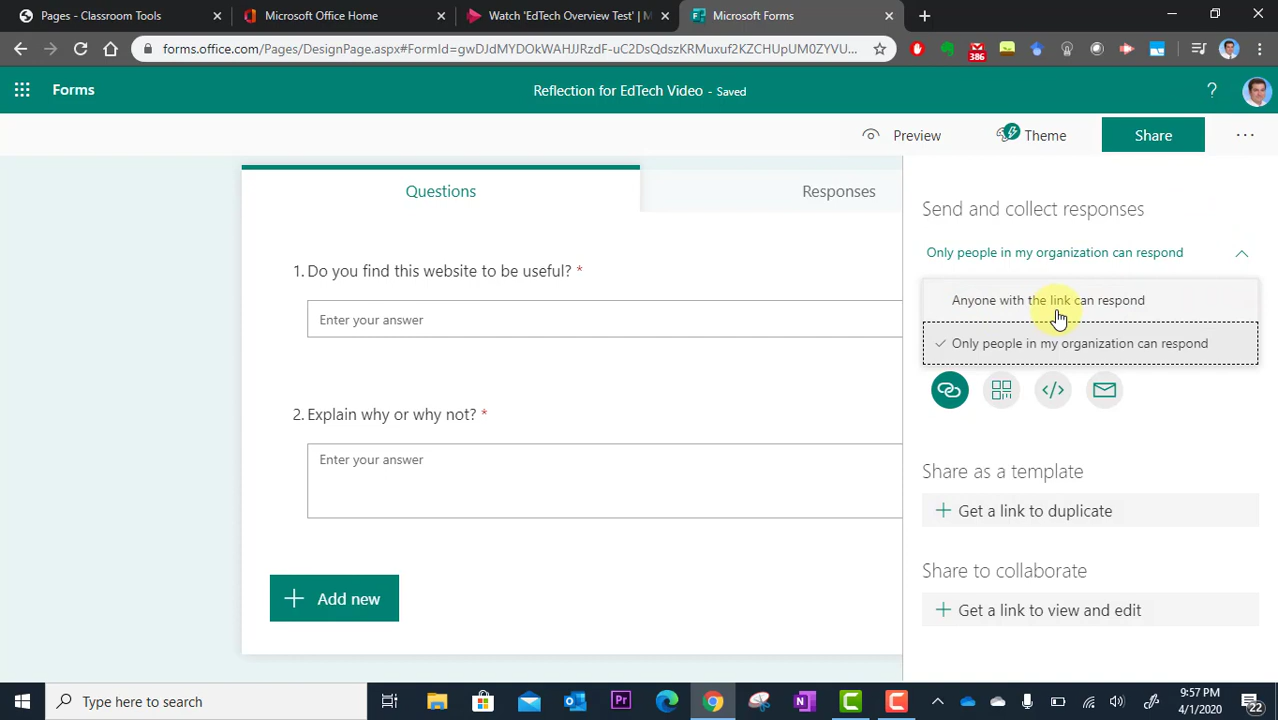 Pages - Classroom Tools
Microsoft Office Home
Watch 'EdTech Overview Test' | M
Microsoft Forms
forms.office.com/Pages/DesignPage.aspx#FormId=gwDJdMYDOkWAHJJRzdF-uC2DsQdszKRMuxuf2KZCHUpUM0ZYVU...
386
Forms
Reflection for EdTech Video - Saved
?
Preview
Theme
Share
...
Questions
Responses
Send and collect responses
Only people in my organization can respond
Anyone with the link can respond
Only people in my organization can respond
1. Do you find this website to be useful? *
Enter your answer
2. Explain why or why not? *
Enter your answer
Add new
Share as a template
Get a link to duplicate
Share to collaborate
Get a link to view and edit
Type here to search
Pr
N
C
C
9:57 PM
4/1/2020
22